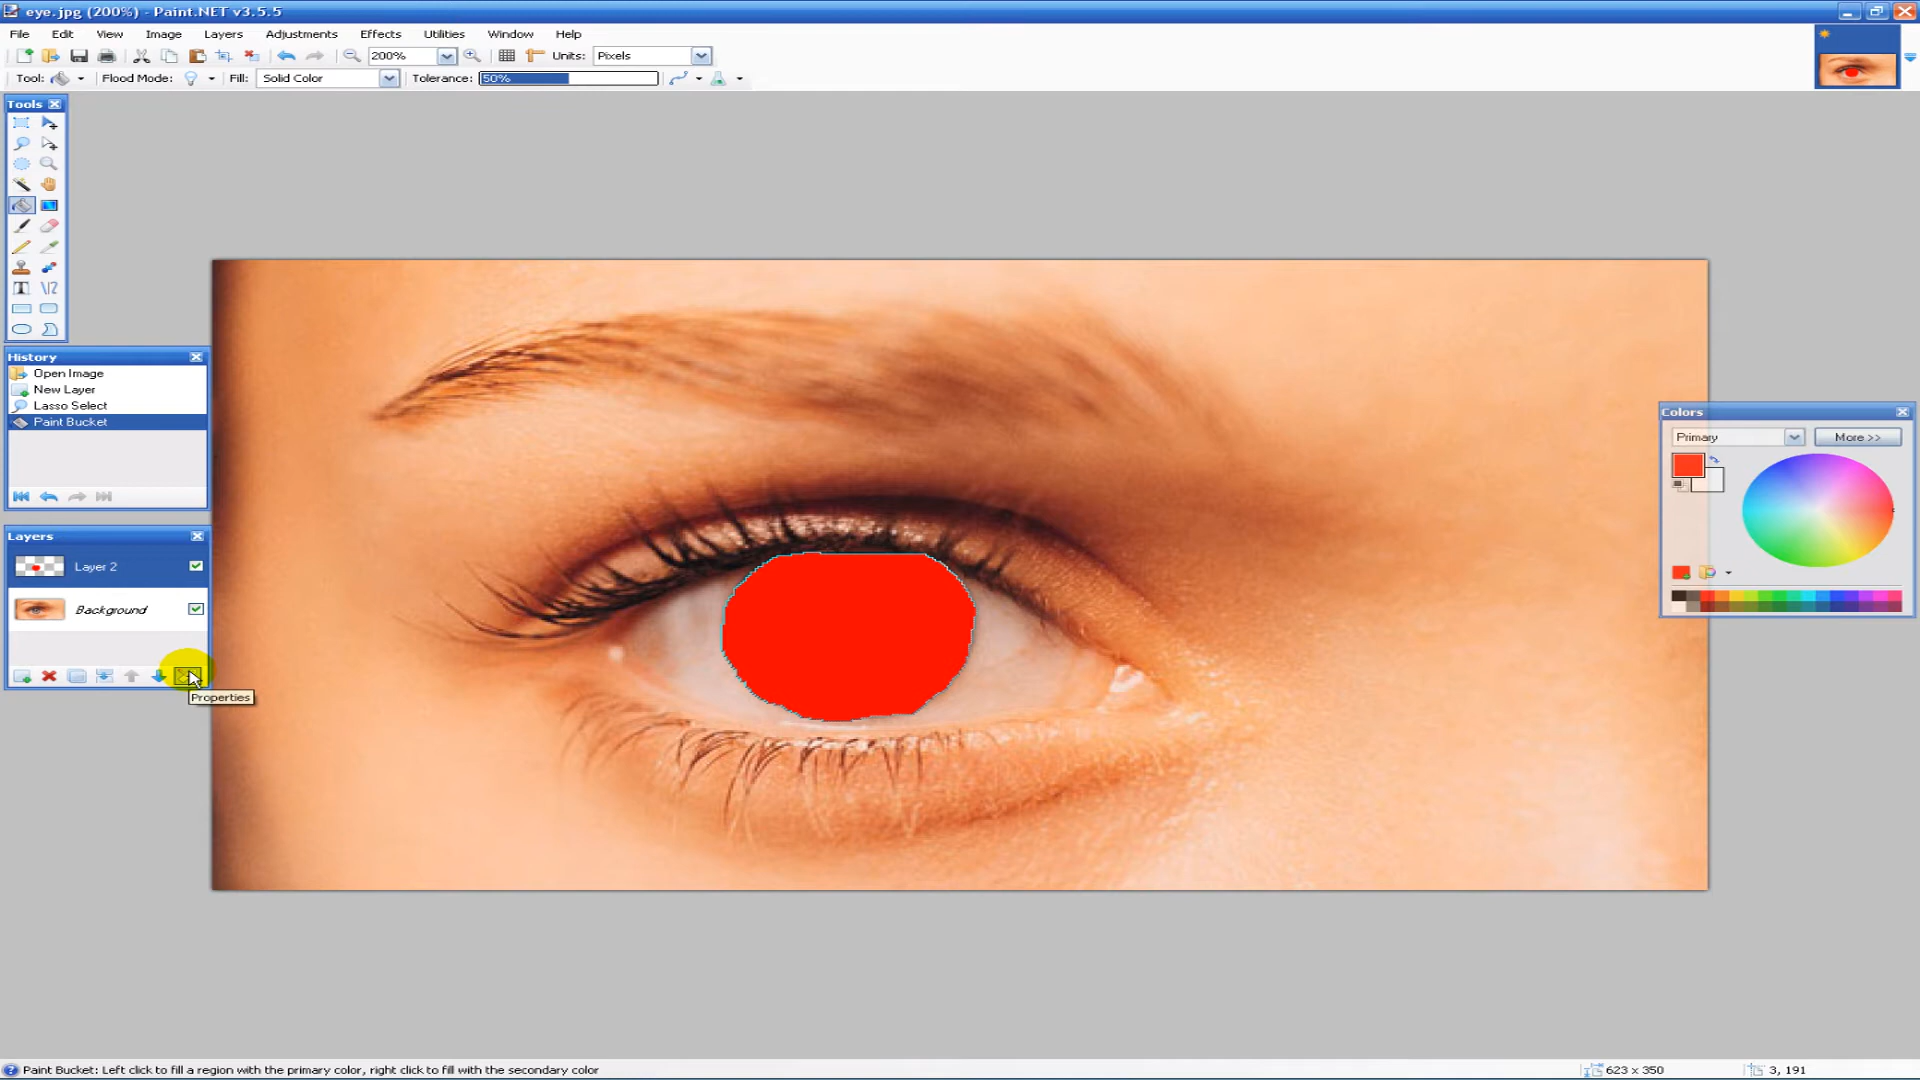 eye.jpg (200%) - Paint.NET v3.5.5
File Edit View Image Layers Adjustments Effects Utilities Window Help
200% Units: Pixels
Tool: Flood Mode: Fill: Solid Color Tolerance: 50%
Tools
History
Open Image
New Layer
Lasso Select
Paint Bucket
Layers
Layer 2
Background
Properties
Colors
Primary More >>
Paint Bucket: Left click to fill a region with the primary color, right click to fill with the secondary color 623 x 350 3, 191